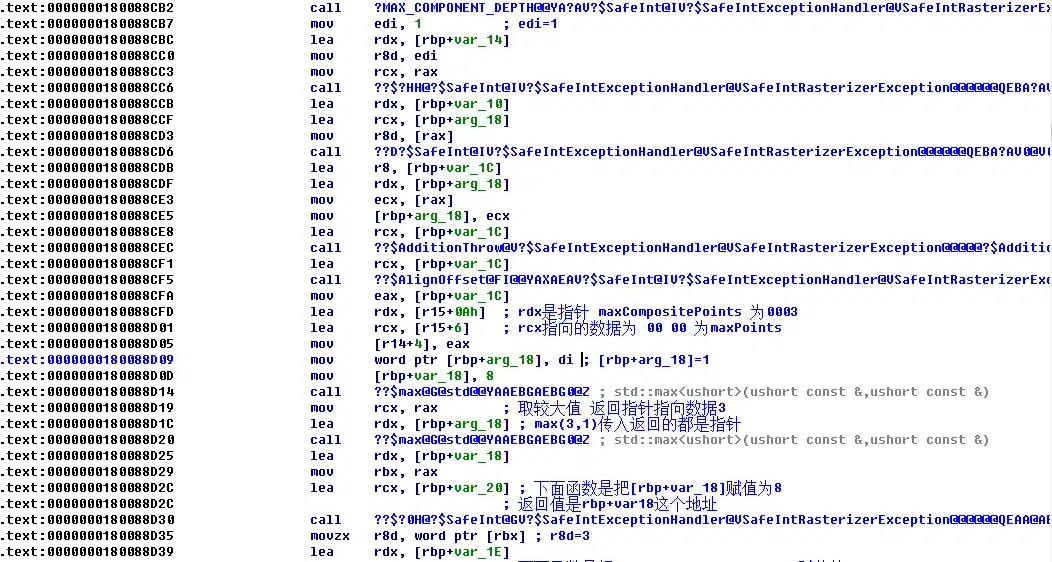 .text:0000000180088CB2 call ?MAX_COMPONENT_DEPTH@@YA?AV?$SafeInt@IV?$SafeIntExceptionHandler@VSafeIntRasterizerEx
.text:0000000180088CB7 mov edi, 1 ; edi=1
.text:0000000180088CBC lea rdx, [rbp+var_14]
.text:0000000180088CC0 mov r8d, edi
.text:0000000180088CC3 mov rcx, rax
.text:0000000180088CC6 call ??$?HH@?$SafeInt@IV?$SafeIntExceptionHandler@VSafeIntRasterizerException@@@@@@QEBA?AV
.text:0000000180088CCB lea rdx, [rbp+var_10]
.text:0000000180088CCF lea rcx, [rbp+arg_18]
.text:0000000180088CD3 mov r8d, [rax]
.text:0000000180088CD6 call ??D?$SafeInt@IV?$SafeIntExceptionHandler@VSafeIntRasterizerException@@@@@@QEBA?AV0@V(
.text:0000000180088CDB lea r8, [rbp+var_1C]
.text:0000000180088CDF lea rdx, [rbp+arg_18]
.text:0000000180088CE3 mov ecx, [rax]
.text:0000000180088CE5 mov [rbp+arg_18], ecx
.text:0000000180088CE8 lea rcx, [rbp+var_1C]
.text:0000000180088CEC call ??$AdditionThrow@V?$SafeIntExceptionHandler@VSafeIntRasterizerException@@@@@?$Additic
.text:0000000180088CF1 lea rcx, [rbp+var_1C]
.text:0000000180088CF5 call ??$AlignOffset@FI@@YAXAEAV?$SafeInt@IV?$SafeIntExceptionHandler@VSafeIntRasterizerEx
.text:0000000180088CFA mov eax, [rbp+var_1C]
.text:0000000180088CFD lea rdx, [r15+0Ah] ; rdx是指针 maxCompositePoints 为0003
.text:0000000180088D01 lea rcx, [r15+6] ; rcx指向的数据为 00 00 为maxPoints
.text:0000000180088D05 mov [r14+4], eax
.text:0000000180088D09 mov word ptr [rbp+arg_18], di ; [rbp+arg_18]=1
.text:0000000180088D0D mov [rbp+var_18], 8
.text:0000000180088D14 call ??$max@G@std@@YAAEBGAEBG0@Z ; std::max<ushort>(ushort const &,ushort const &)
.text:0000000180088D19 mov rcx, rax ; 取较大值 返回指针指向数据3
.text:0000000180088D1C lea rdx, [rbp+arg_18] ; max(3,1)传入返回的都是指针
.text:0000000180088D20 call ??$max@G@std@@YAAEBGAEBG0@Z ; std::max<ushort>(ushort const &,ushort const &)
.text:0000000180088D25 lea rdx, [rbp+var_18]
.text:0000000180088D29 mov rbx, rax
.text:0000000180088D2C lea rcx, [rbp+var_20] ; 下面函数是把[rbp+var_18]赋值为8
.text:0000000180088D2C ; 返回值是rbp+var18这个地址
.text:0000000180088D30 call ??$?0H@?$SafeInt@GV?$SafeIntExceptionHandler@VSafeIntRasterizerException@@@@@@QEAA@AE
.text:0000000180088D35 movzx r8d, word ptr [rbx] ; r8d=3
.text:0000000180088D39 lea rdx, [rbp+var_1E]